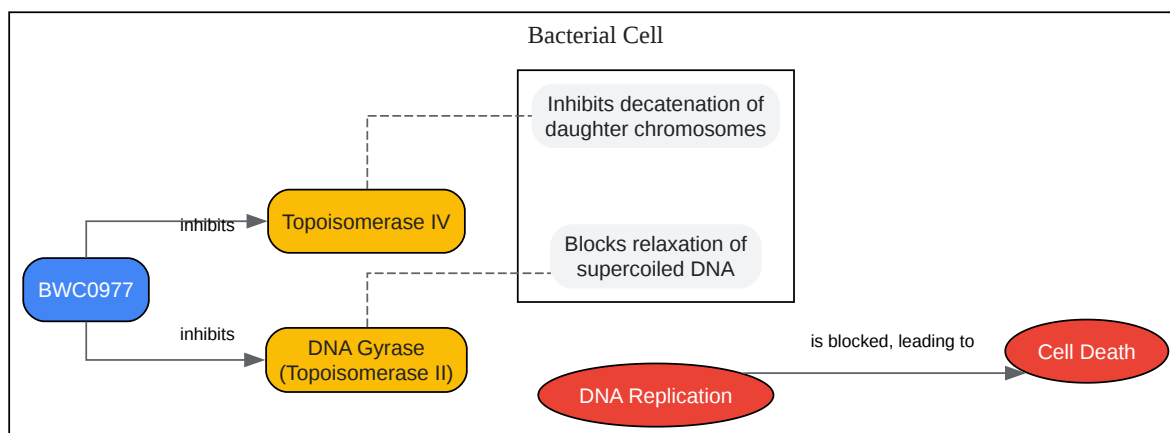 Bacterial Cell
Inhibits decatenation of
daughter chromosomes
inhibits
Topoisomerase IV
Blocks relaxation of
supercoiled DNA
BWC0977
inhibits
DNA Gyrase
(Topoisomerase II)
is blocked, leading to
Cell Death
DNA Replication